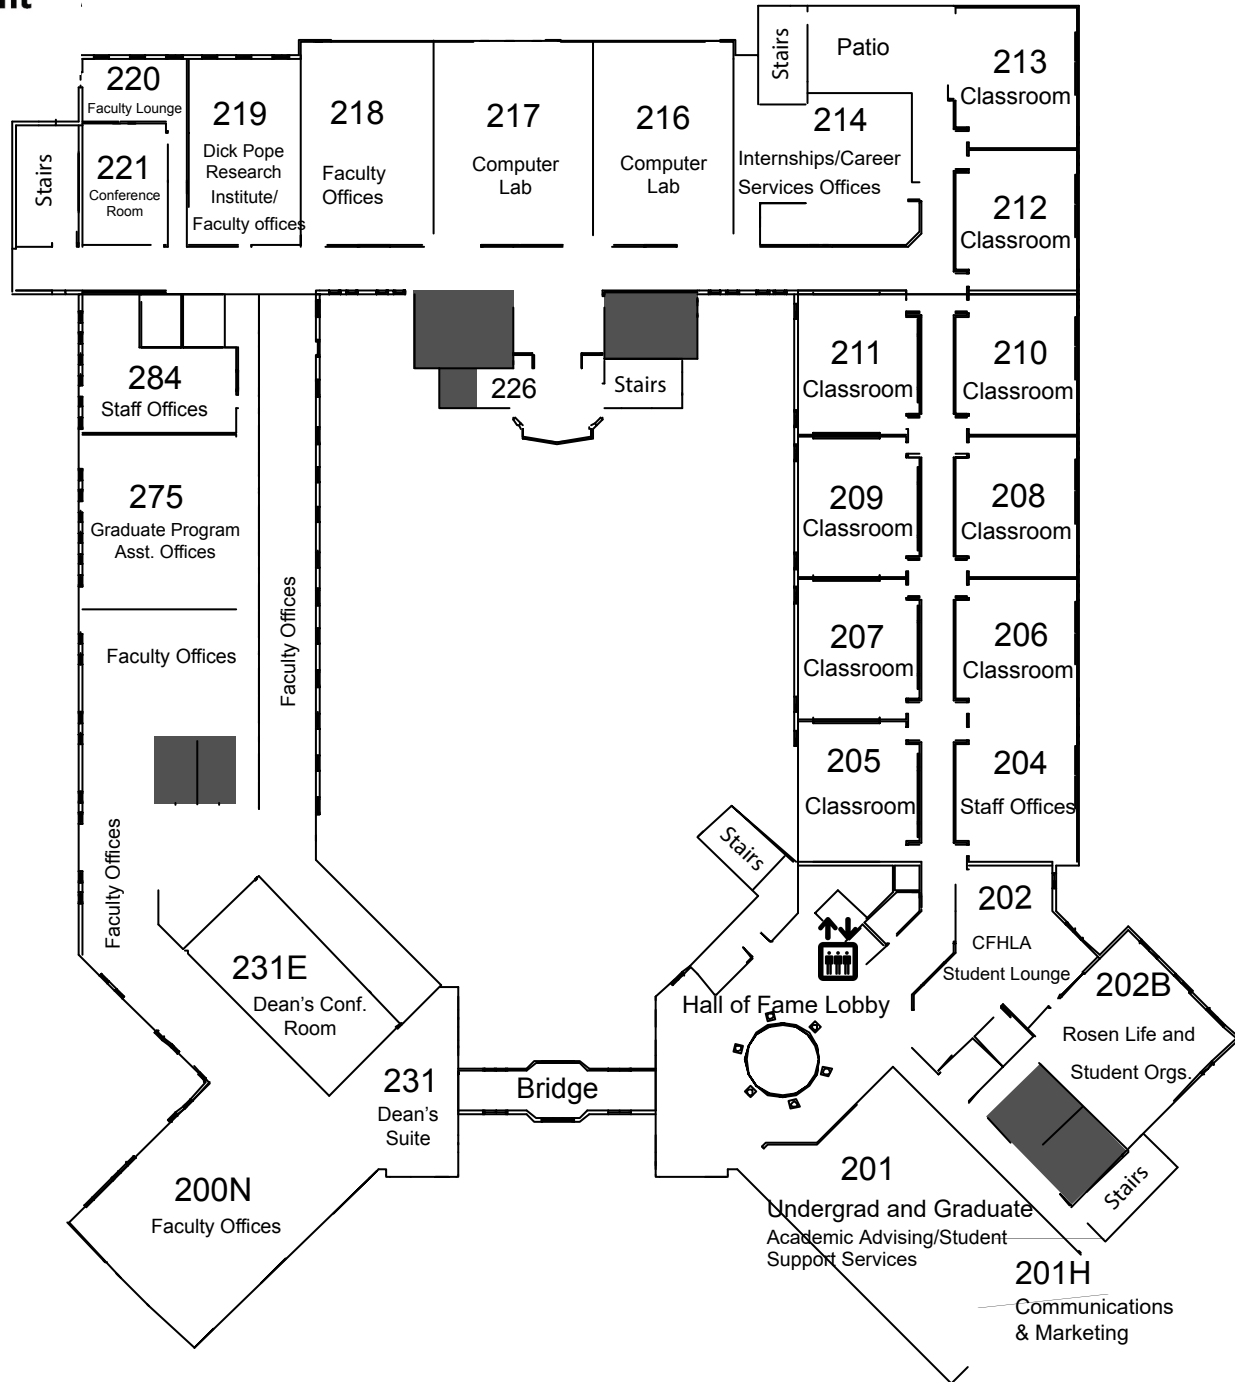 220
Faculty Lounge
219
Dick Pope
Research
Institute/
Faculty offices
218
Faculty
Offices
217
Computer
Lab
216
Computer
Lab
Stairs
Patio
214
Internships/Career
Services Offices
213
Classroom
Stairs
221
Conference
Room
212
Classroom
284
Staff Offices
226
Stairs
211
Classroom
210
Classroom
275
Graduate Program
Asst. Offices
209
Classroom
208
Classroom
Faculty Offices
Faculty Offices
207
Classroom
206
Classroom
205
Classroom
204
Staff Offices
Faculty Offices
Stairs
202
CFHLA
Student Lounge
231E
Dean's Conf.
Room
Hall of Fame Lobby
202B
Rosen Life and
Student Orgs.
231
Dean's
Suite
Bridge
200N
Faculty Offices
201
Undergrad and Graduate
Academic Advising/Student
Support Services
Stairs
201H
Communications
& Marketing